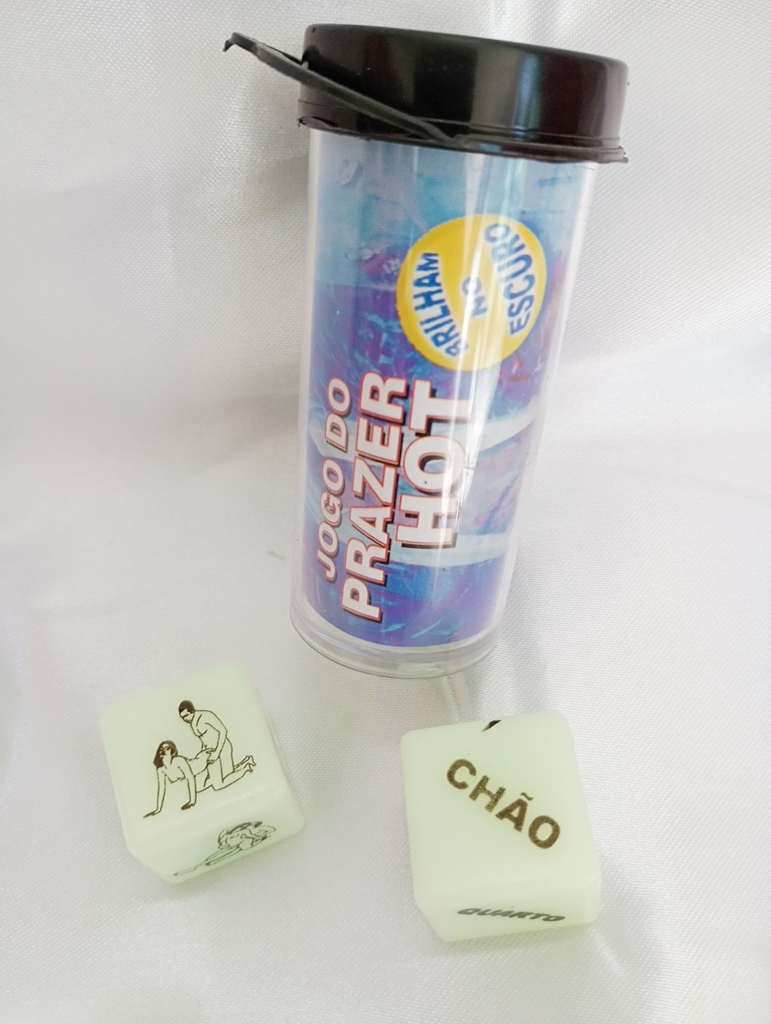 JOGO DO
PRAZER
HOT
BRILHAM
NO
ESCURO
CHÃO
QUARTO